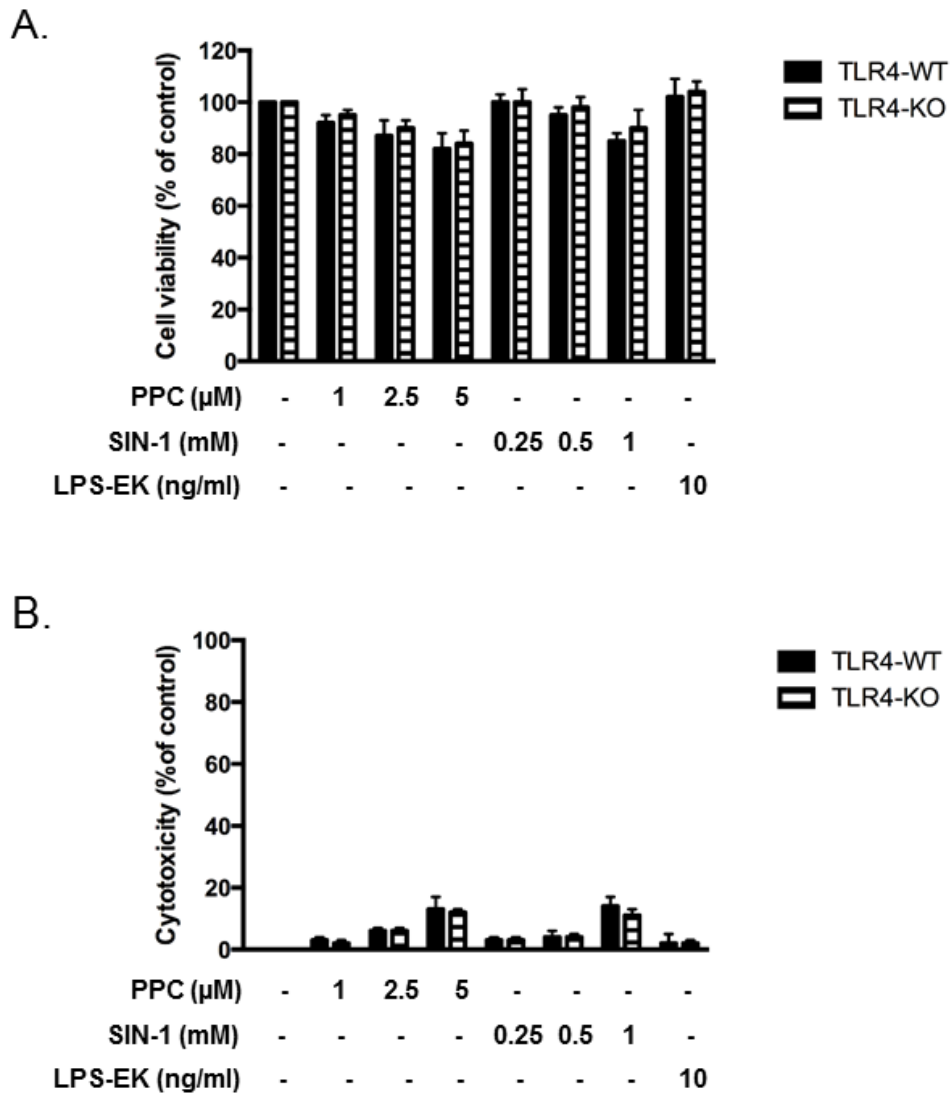 A.
Cell viability (% of control)
120
100
80
60
40
20
0
TLR4-WT
TLR4-KO
PPC (µM) - 1 2.5 5 - - - -
SIN-1 (mM) - - - - 0.25 0.5 1 -
LPS-EK (ng/ml) - - - - - - - 10
B.
Cytotoxicity (%of control)
100
80
60
40
20
0
TLR4-WT
TLR4-KO
PPC (µM) - 1 2.5 5 - - - -
SIN-1 (mM) - - - - 0.25 0.5 1 -
LPS-EK (ng/ml) - - - - - - - 10